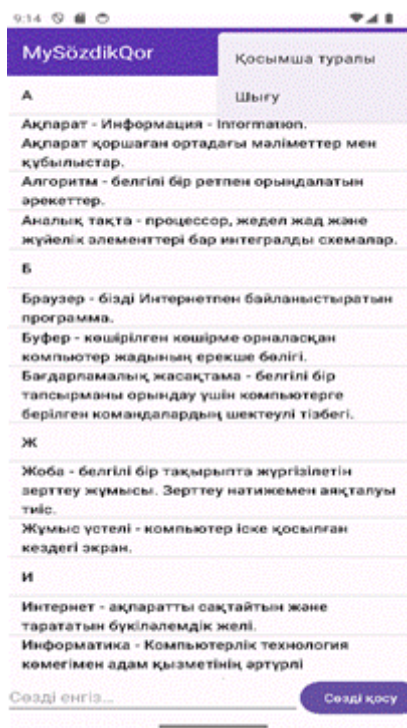 9:14
MySözdikQor
Қосымша туралы
Шығу
А
Ақпарат - Информация - Information.
Ақпарат қоршаған ортадағы мәліметтер мен
құбылыстар.
Алгоритм - белгілі бір ретпен орындалатын
әрекеттер.
Аналық тақта - процессор, жедел жад және
жүйелік элементтері бар интегралды схемалар.
Б
Браузер - бізді Интернетпен байланыстыратын
программа.
Буфер - көшірілген көшірме орналасқан
компьютер жадының ерекше бөлігі.
Бағдарламалық жасақтама - белгілі бір
тапсырманы орындау үшін компьютерге
берілген командалардың шектеулі тізбегі.
Ж
Жоба - белгілі бір тақырыпта жүргізілетін
зерттеу жұмысы. Зерттеу нәтижемен аяқталуы
тиіс.
Жұмыс үстелі - компьютер іске қосылған
кездегі экран.
И
Интернет - ақпаратты сақтайтын және
тарататын бүкіләлемдік желі.
Информатика - Компьютерлік технология
көмегімен адам қызметінің әртүрлі
Сөзді енгіз...
Сөзді қосу